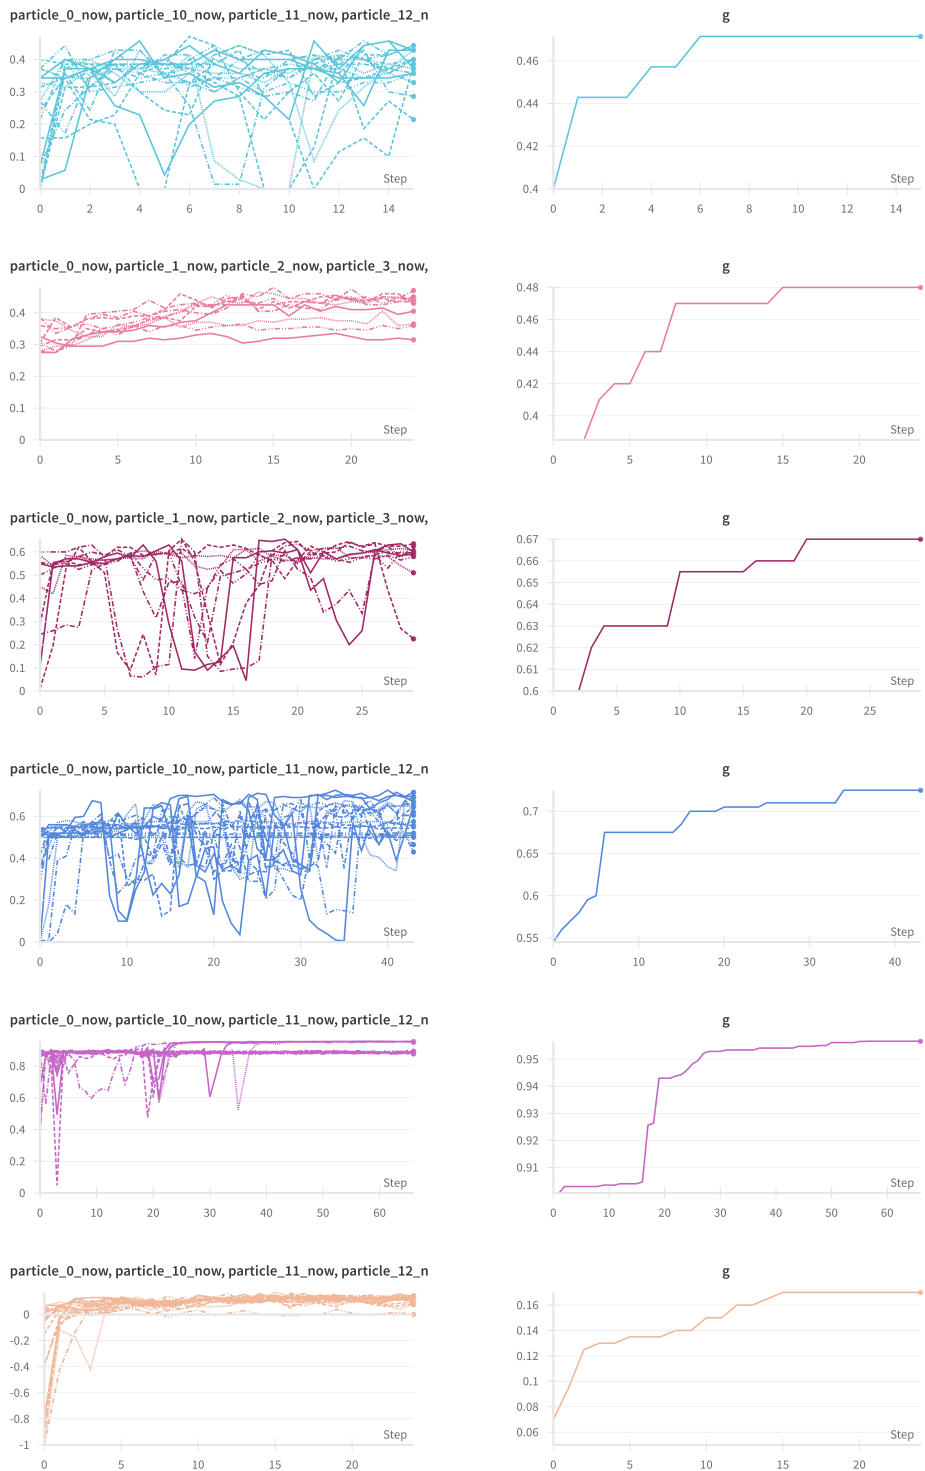 particle_0_now, particle_10_now, particle_11_now, particle_12_n
g
0.4
0.3
0.2
0.1
0
Step
0 2 4 6 8 10 12 14
0.46
0.44
0.42
0.4
Step
0 2 4 6 8 10 12 14
particle_0_now, particle_1_now, particle_2_now, particle_3_now,
g
0.4
0.3
0.2
0.1
0
Step
0 5 10 15 20
0.48
0.46
0.44
0.42
0.4
Step
0 5 10 15 20
particle_0_now, particle_1_now, particle_2_now, particle_3_now,
g
0.6
0.5
0.4
0.3
0.2
0.1
0
Step
0 5 10 15 20 25
0.67
0.66
0.65
0.64
0.63
0.62
0.61
0.6
Step
0 5 10 15 20 25
particle_0_now, particle_10_now, particle_11_now, particle_12_n
g
0.6
0.4
0.2
0
Step
0 10 20 30 40
0.7
0.65
0.6
0.55
Step
0 10 20 30 40
particle_0_now, particle_10_now, particle_11_now, particle_12_n
g
0.8
0.6
0.4
0.2
0
Step
0 10 20 30 40 50 60
0.95
0.94
0.93
0.92
0.91
Step
0 10 20 30 40 50 60
particle_0_now, particle_10_now, particle_11_now, particle_12_n
g
0
-0.2
-0.4
-0.6
-0.8
-1
Step
0 5 10 15 20
0.16
0.14
0.12
0.1
0.08
0.06
Step
0 5 10 15 20